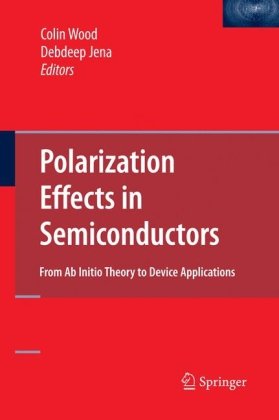 Colin Wood
Debdeep Jena
Editors
Polarization
Effects in
Semiconductors
From Ab Initio Theory to Device Applications
Springer